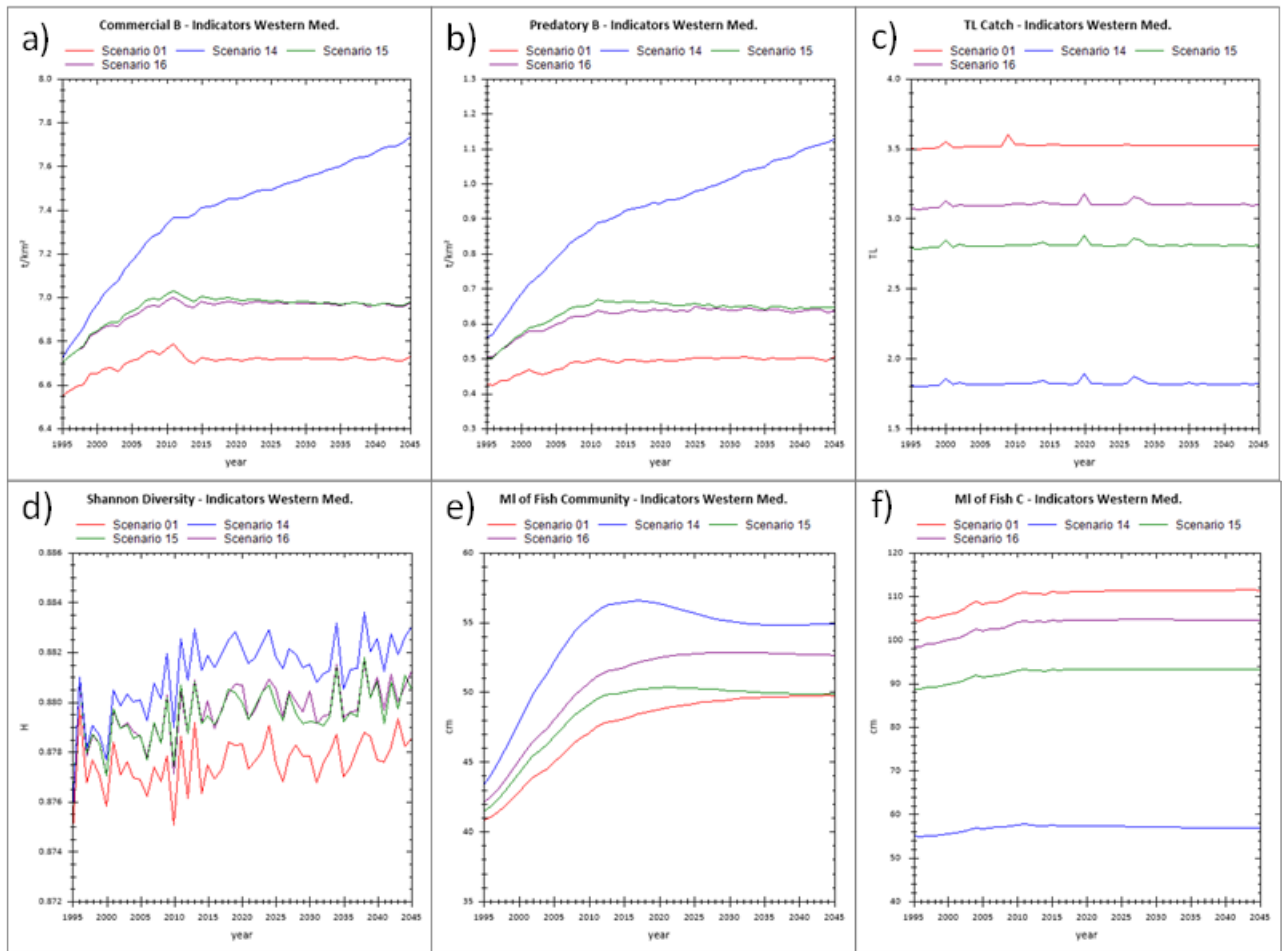 a)
Commercial B - Indicators Western Med.
Scenario 01 Scenario 14 Scenario 15
Scenario 16
8.0
7.8
7.6
7.4
7.2
7.0
6.8
6.6
6.4
t/km²
1995 2000 2005 2010 2015 2020 2025 2030 2035 2040 2045
year
b)
Predatory B - Indicators Western Med.
Scenario 01 Scenario 14 Scenario 15
Scenario 16
1.3
1.2
1.1
1.0
0.9
0.8
0.7
0.6
0.5
0.4
0.3
t/km²
1995 2000 2005 2010 2015 2020 2025 2030 2035 2040 2045
year
c)
TL Catch - Indicators Western Med.
Scenario 01 Scenario 14 Scenario 15
Scenario 16
4.0
3.5
3.0
2.5
2.0
1.5
TL
1995 2000 2005 2010 2015 2020 2025 2030 2035 2040 2045
year
d)
Shannon Diversity - Indicators Western Med.
Scenario 01 Scenario 14
Scenario 15 Scenario 16
0.886
0.884
0.882
0.880
0.878
0.876
0.874
0.872
H
1995 2000 2005 2010 2015 2020 2025 2030 2035 2040 2045
year
e)
Ml of Fish Community - Indicators Western Med.
Scenario 01 Scenario 14 Scenario 15
Scenario 16
60
55
50
45
40
35
cm
1995 2000 2005 2010 2015 2020 2025 2030 2035 2040 2045
year
f)
Ml of Fish C - Indicators Western Med.
Scenario 01 Scenario 14 Scenario 15
Scenario 16
120
110
100
90
80
70
60
50
40
cm
1995 2000 2005 2010 2015 2020 2025 2030 2035 2040 2045
year